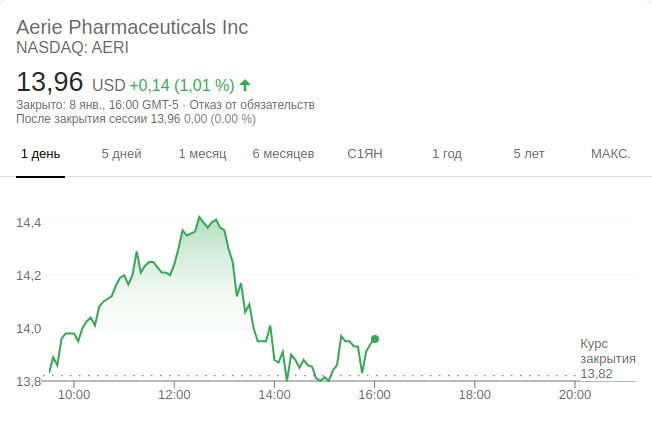 Aerie Pharmaceuticals Inc
NASDAQ: AERI
13,96 USD +0,14 (1,01 %)
Закрыто: 8 янв., 16:00 GMT-5 · Отказ от обязательств
После закрытия сессии 13,96 0,00 (0,00 %)
1 день 5 дней 1 месяц 6 месяцев С1ЯН 1 год 5 лет МАКС.
14,4
14,2
14,0
13,8
Курс
закрытия
13,82
10:00 12:00 14:00 16:00 18:00 20:00